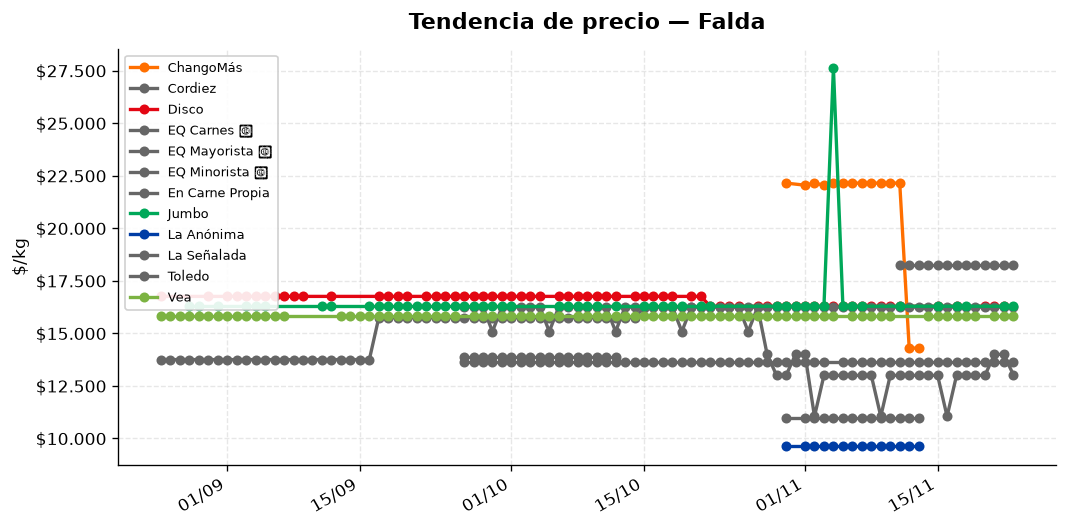 Tendencia de precio — Falda
$/kg
$27.500
$25.000
$22.500
$20.000
$17.500
$15.000
$12.500
$10.000
ChangoMás
Cordiez
Disco
EQ Carnes
EQ Mayorista
EQ Minorista
En Carne Propia
Jumbo
La Anónima
La Señalada
Toledo
Vea
01/09
15/09
01/10
15/10
01/11
15/11